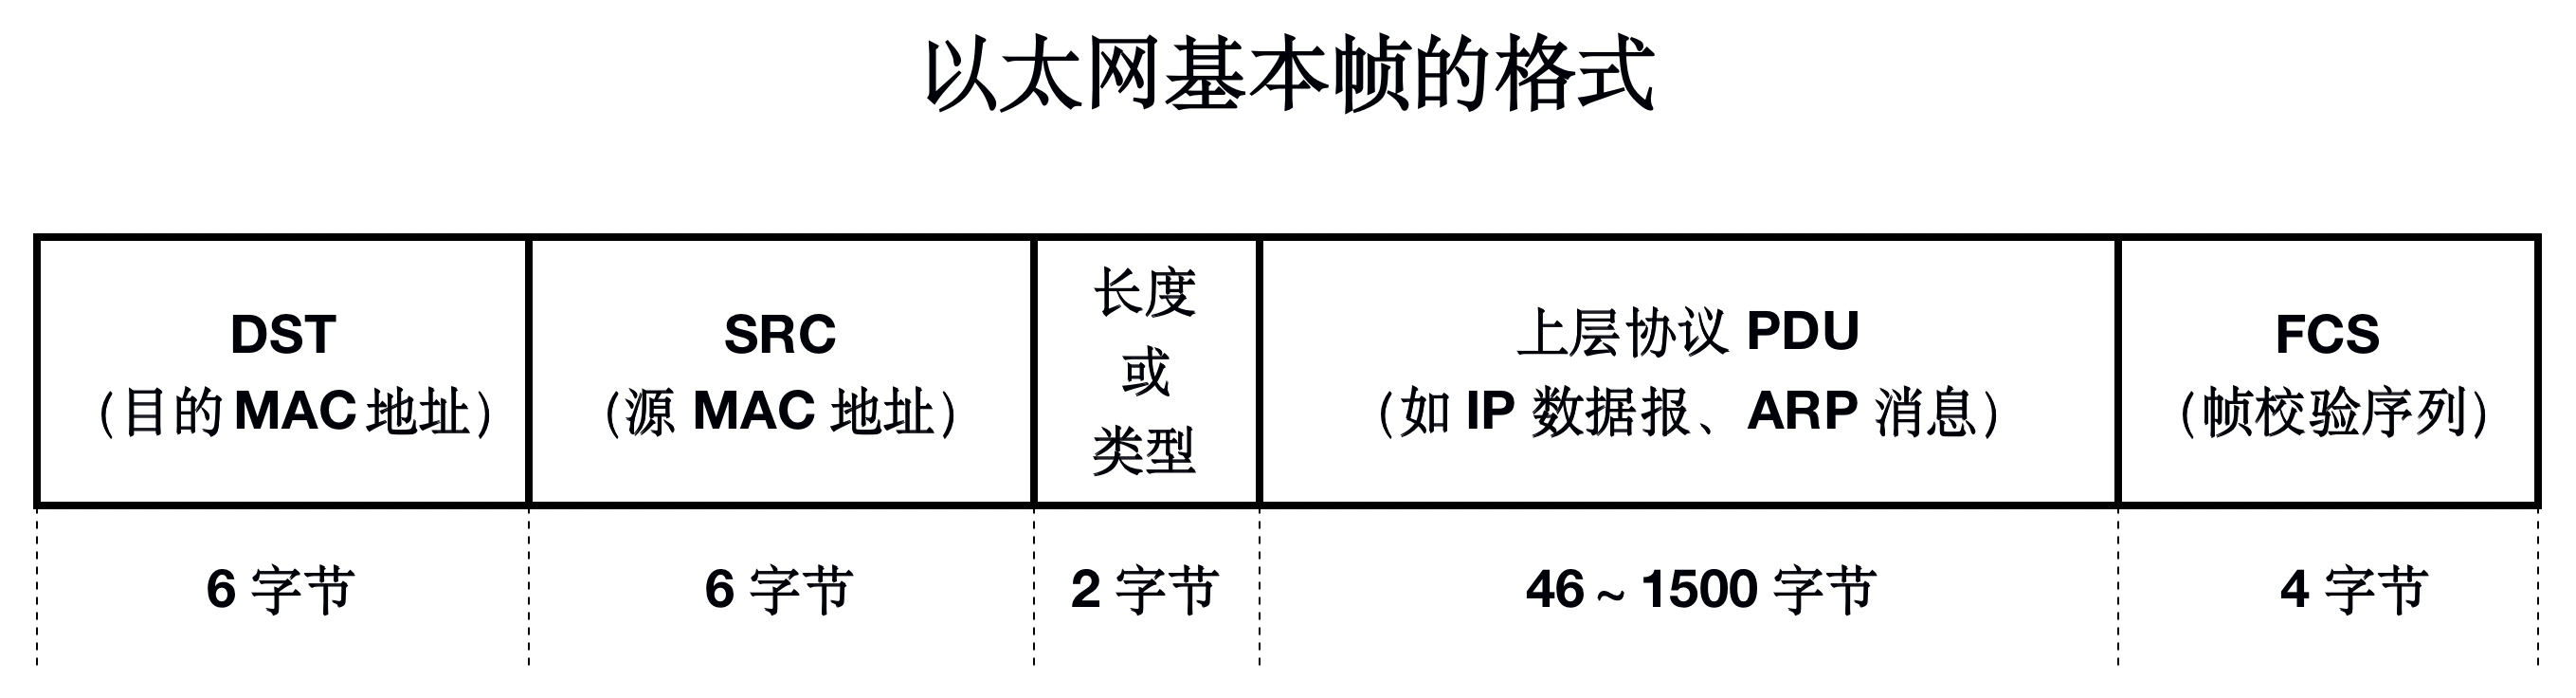 以太网基本帧的格式
DST
（目的 MAC 地址）
SRC
（源 MAC 地址）
长度
或
类型
上层协议 PDU
（如 IP 数据报、ARP 消息）
FCS
（帧校验序列）
6 字节
6 字节
2 字节
46 ~ 1500 字节
4 字节